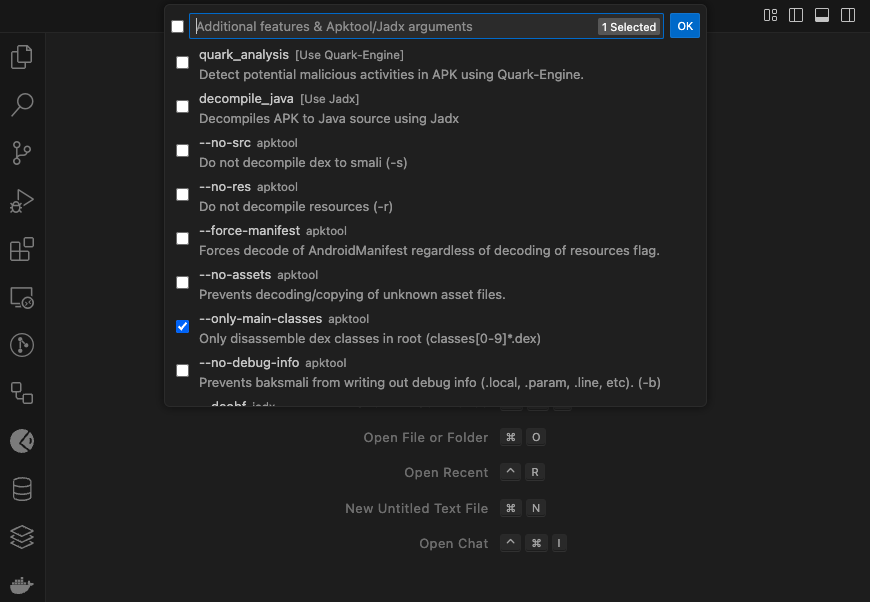 Additional features & Apktool/Jadx arguments 1 Selected OK
quark_analysis [Use Quark-Engine]
Detect potential malicious activities in APK using Quark-Engine.
decompile_java [Use Jadx]
Decompiles APK to Java source using Jadx
--no-src apktool
Do not decompile dex to smali (-s)
--no-res apktool
Do not decompile resources (-r)
--force-manifest apktool
Forces decode of AndroidManifest regardless of decoding of resources flag.
--no-assets apktool
Prevents decoding/copying of unknown asset files.
--only-main-classes apktool
Only disassemble dex classes in root (classes[0-9]*.dex)
--no-debug-info apktool
Prevents baksmali from writing out debug info (.local, .param, .line, etc). (-b)
--deobf jadx
Open File or Folder ⌘ O
Open Recent ^ R
New Untitled Text File ⌘ N
Open Chat ^ ⌘ I